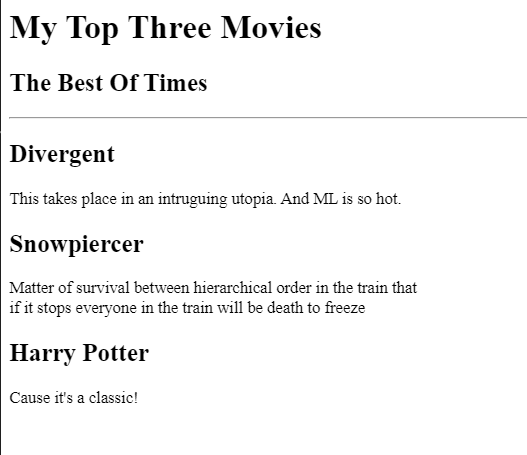 My Top Three Movies
The Best Of Times
Divergent
This takes place in an intruguing utopia. And ML is so hot.
Snowpiercer
Matter of survival between hierarchical order in the train that
if it stops everyone in the train will be death to freeze
Harry Potter
Cause it's a classic!